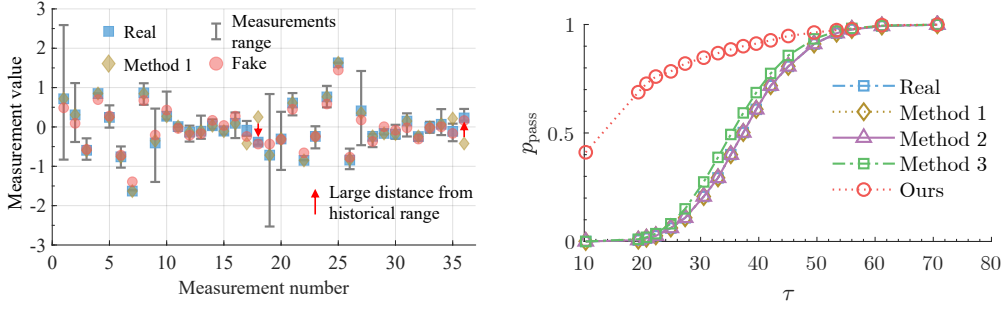 3
2
1
0
-1
-2
-3
Measurement value
Real
Method 1
Measurements
range
Fake
Large distance from
historical range
0 5 10 15 20 25 30 35
Measurement number
1
0.5
0
p_pass
Real
Method 1
Method 2
Method 3
Ours
10 20 30 40 50 60 70 80
τ